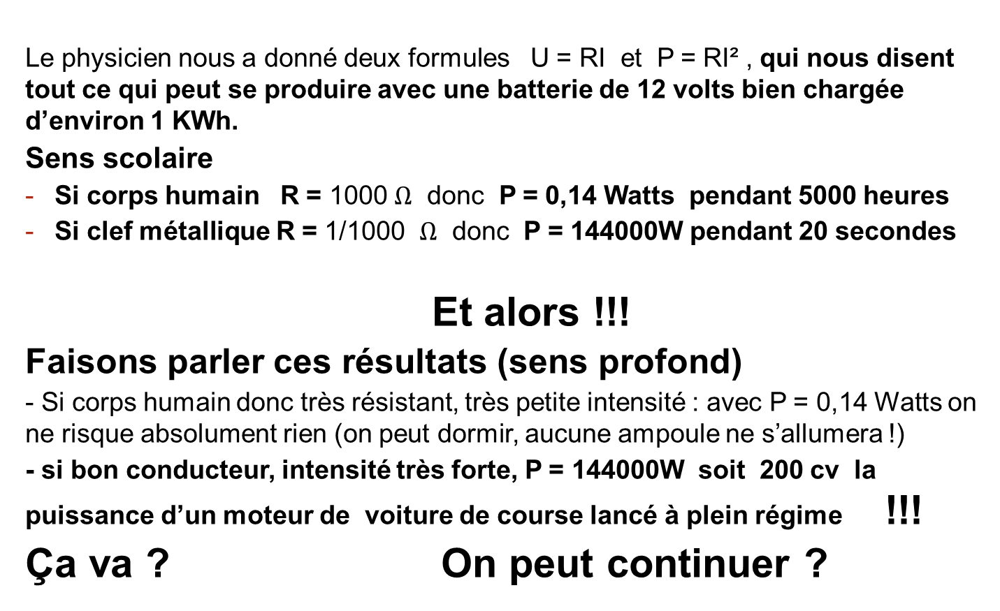 Le physicien nous a donné deux formules U = RI et P = RI² , qui nous disent
tout ce qui peut se produire avec une batterie de 12 volts bien chargée
d’environ 1 KWh.
Sens scolaire
- Si corps humain R = 1000 Ω donc P = 0,14 Watts pendant 5000 heures
- Si clef métallique R = 1/1000 Ω donc P = 144000W pendant 20 secondes
Et alors !!!
Faisons parler ces résultats (sens profond)
- Si corps humain donc très résistant, très petite intensité : avec P = 0,14 Watts on
ne risque absolument rien (on peut dormir, aucune ampoule ne s’allumera !)
- si bon conducteur, intensité très forte, P = 144000W soit 200 cv la
puissance d’un moteur de voiture de course lancé à plein régime !!!
Ça va ? On peut continuer ?